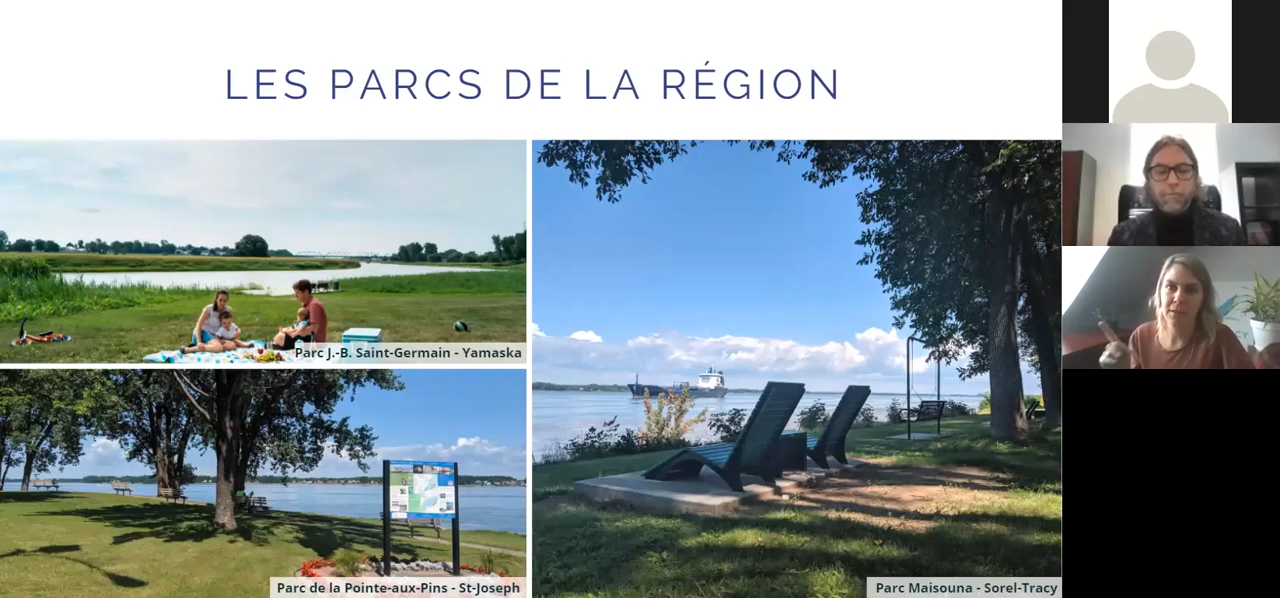 LES PARCS DE LA RÉGION
Parc J.-B. Saint-Germain - Yamaska
Parc de la Pointe-aux-Pins - St-Joseph
Parc Maisouna - Sorel-Tracy